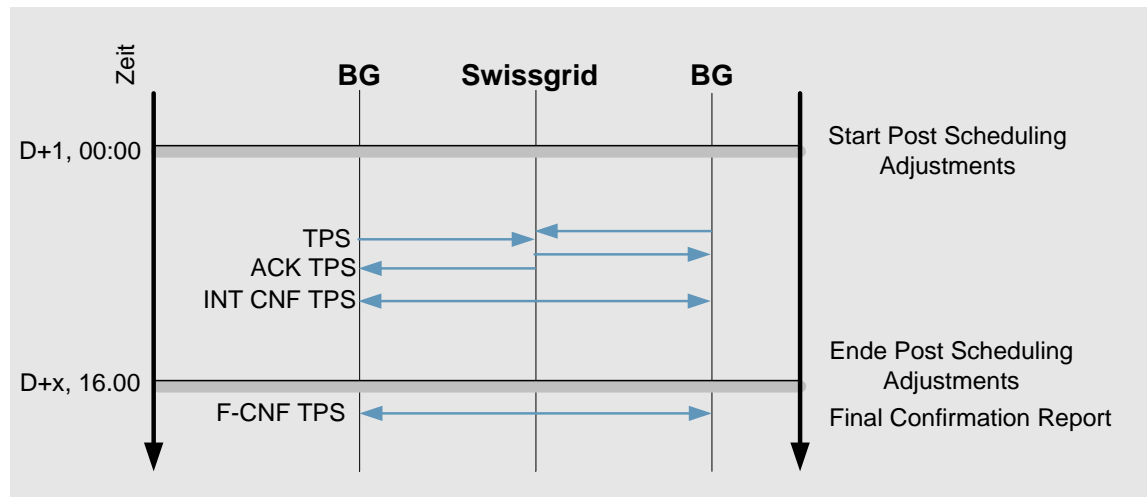 Zeit
BG Swissgrid BG
D+1, 00:00
Start Post Scheduling
Adjustments
TPS
ACK TPS
INT CNF TPS
Ende Post Scheduling
Adjustments
D+x, 16.00
F-CNF TPS
Final Confirmation Report